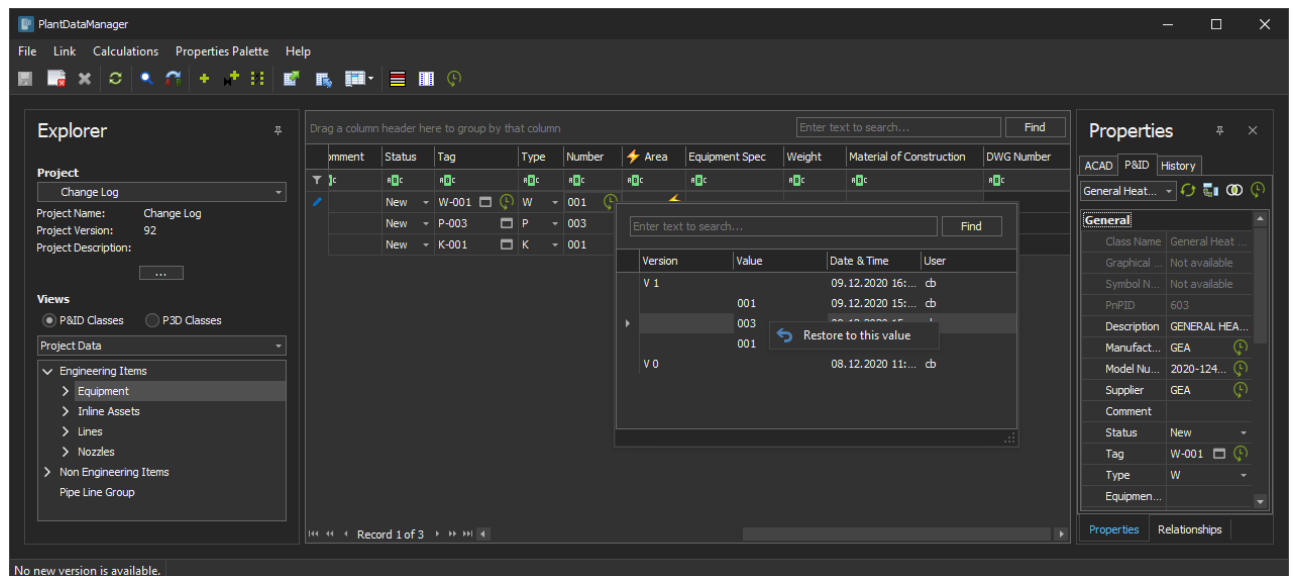 PlantDataManager
File Link Calculations Properties Palette Help
Explorer
Project
Change Log
Project Name: Change Log
Project Version: 92
Project Description:
...
Views
P&ID Classes P3D Classes
Project Data
Engineering Items
Equipment
Inline Assets
Lines
Nozzles
Non Engineering Items
Pipe Line Group
Drag a column header here to group by that column
Enter text to search... Find
omment Status Tag Type Number Area Equipment Spec Weight Material of Construction DWG Number
New W-001 W 001
New P-003 P 003
New K-001 K 001
Enter text to search... Find
Version Value Date & Time User
V 1 09.12.2020 16:... cb
001 09.12.2020 15:... cb
003
Restore to this value
001
V 0 08.12.2020 11:... cb
Record 1 of 3
Properties
ACAD P&ID History
General Heat...
General
Class Name General Heat ...
Graphical ... Not available
Symbol N... Not available
PnPID 603
Description GENERAL HEA...
Manufact... GEA
Model Nu... 2020-124...
Supplier GEA
Comment
Status New
Tag W-001
Type W
Equipmen...
Properties Relationships
No new version is available.